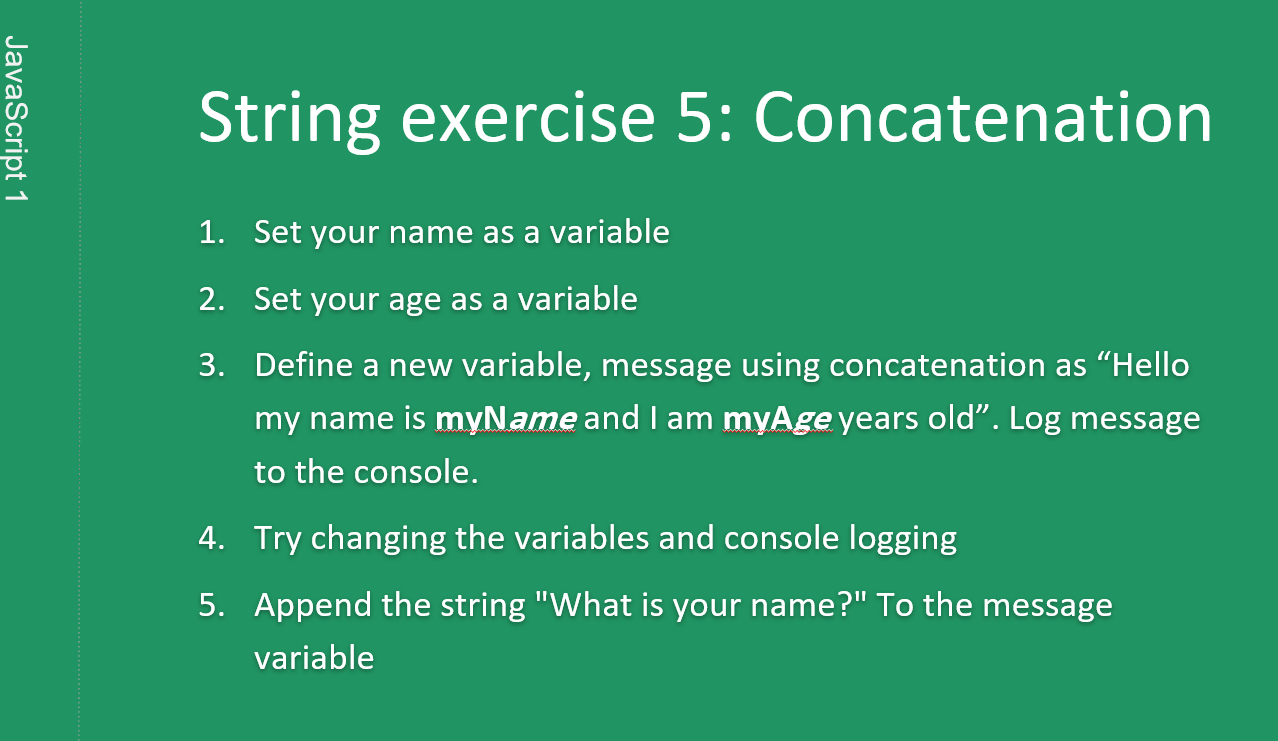 JavaScript 1
String exercise 5: Concatenation
1. Set your name as a variable
2. Set your age as a variable
3. Define a new variable, message using concatenation as “Hello
my name is myName and I am myAge years old”. Log message
to the console.
4. Try changing the variables and console logging
5. Append the string "What is your name?" To the message
variable